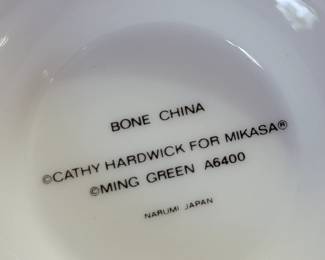 BONE CHINA
©CATHY HARDWICK FOR MIKASA®
©MING GREEN A6400
NARUMI JAPAN